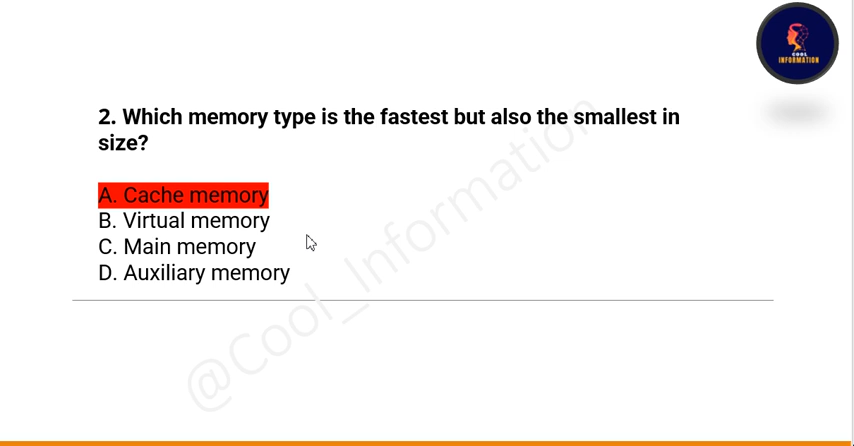 COOL
INFORMATION
2. Which memory type is the fastest but also the smallest in
size?
A. Cache memory
B. Virtual memory
C. Main memory
D. Auxiliary memory
@Cool_Information